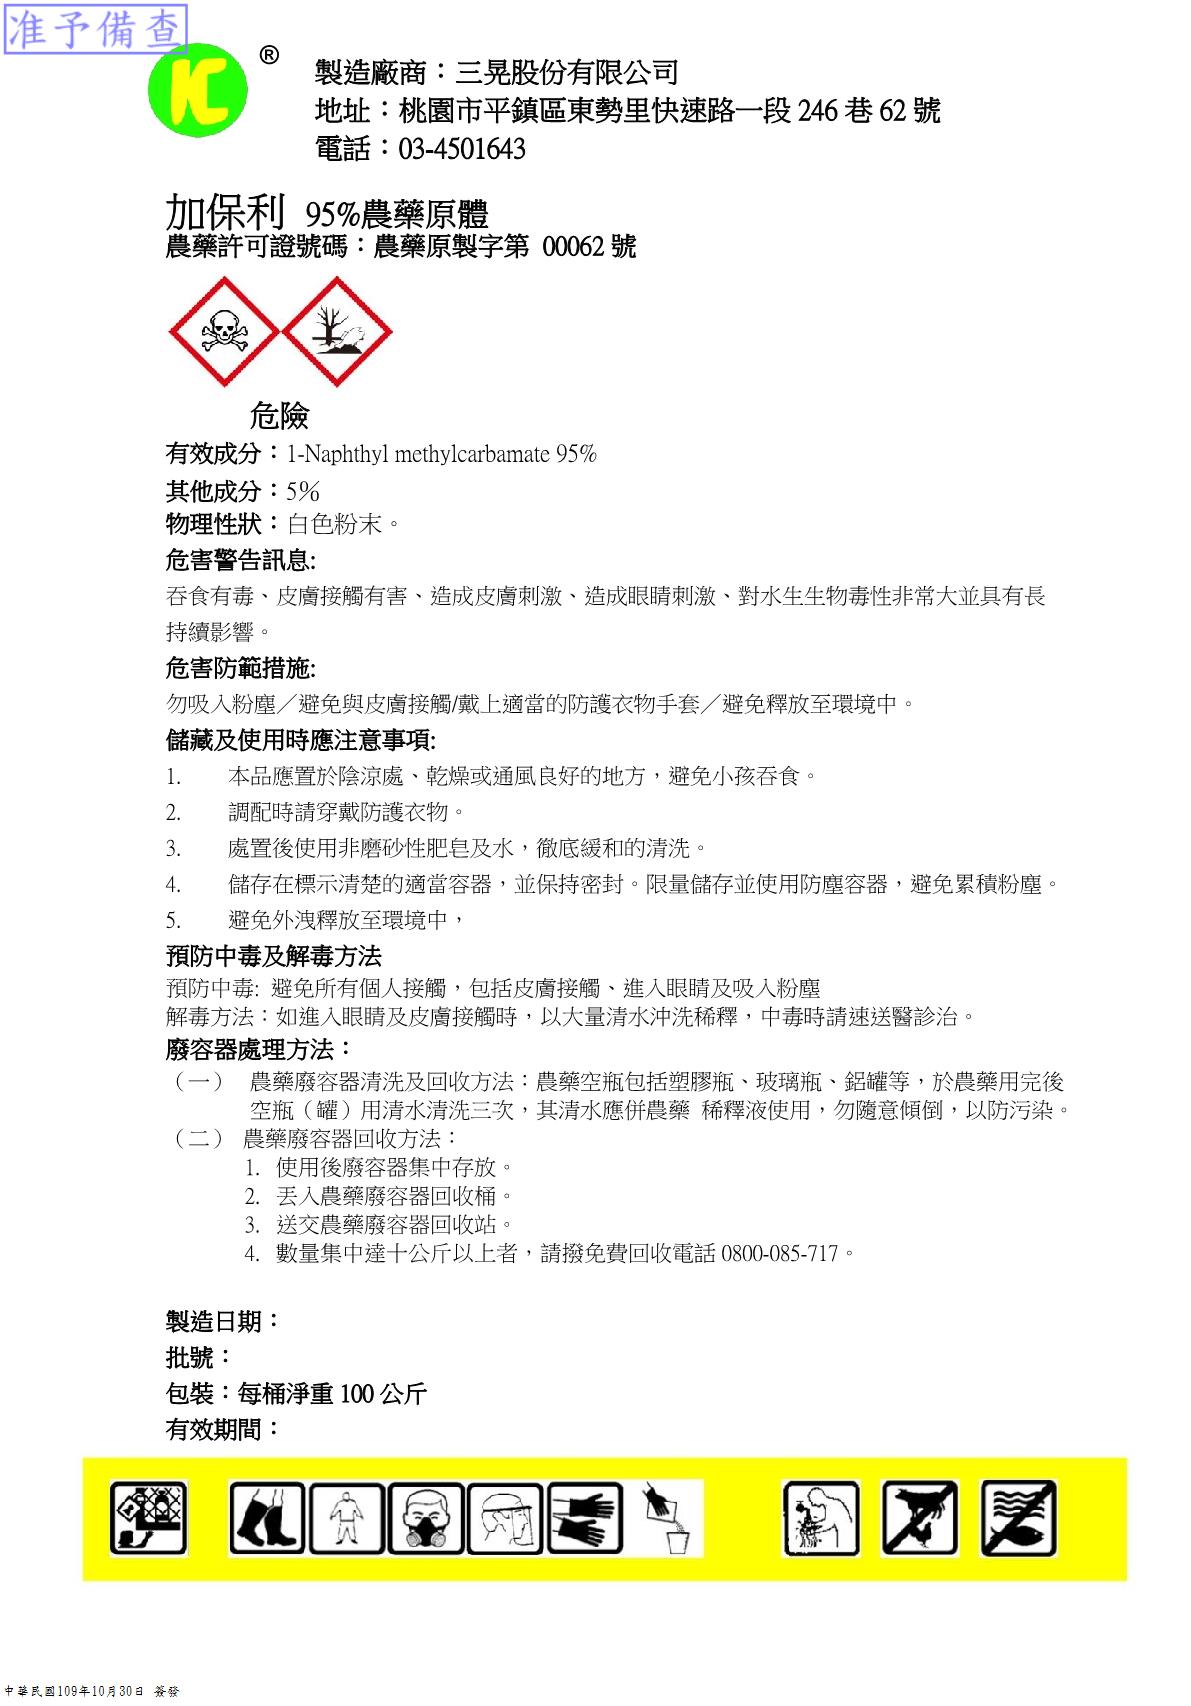 准予備查
KC ®
製造廠商：三晃股份有限公司
地址：桃園市平鎮區東勢里快速路一段 246 巷 62 號
電話：03-4501643
加保利 95%農藥原體
農藥許可證號碼：農藥原製字第 00062 號
危險
有效成分：1-Naphthyl methylcarbamate 95%
其他成分：5%
物理性狀：白色粉末。
危害警告訊息:
吞食有毒、皮膚接觸有害、造成皮膚刺激、造成眼睛刺激、對水生生物毒性非常大並具有長
持續影響。
危害防範措施:
勿吸入粉塵／避免與皮膚接觸/戴上適當的防護衣物手套／避免釋放至環境中。
儲藏及使用時應注意事項:
1. 本品應置於陰涼處、乾燥或通風良好的地方，避免小孩吞食。
2. 調配時請穿戴防護衣物。
3. 處置後使用非磨砂性肥皂及水，徹底緩和的清洗。
4. 儲存在標示清楚的適當容器，並保持密封。限量儲存並使用防塵容器，避免累積粉塵。
5. 避免外洩釋放至環境中，
預防中毒及解毒方法
預防中毒: 避免所有個人接觸，包括皮膚接觸、進入眼睛及吸入粉塵
解毒方法：如進入眼睛及皮膚接觸時，以大量清水沖洗稀釋，中毒時請速送醫診治。
廢容器處理方法：
（一） 農藥廢容器清洗及回收方法：農藥空瓶包括塑膠瓶、玻璃瓶、鋁罐等，於農藥用完後
空瓶（罐）用清水清洗三次，其清水應併農藥 稀釋液使用，勿隨意傾倒，以防污染。
（二） 農藥廢容器回收方法：
1. 使用後廢容器集中存放。
2. 丟入農藥廢容器回收桶。
3. 送交農藥廢容器回收站。
4. 數量集中達十公斤以上者，請撥免費回收電話 0800-085-717。
製造日期：
批號：
包裝：每桶淨重 100 公斤
有效期間：
中華民國109年10月30日 簽發